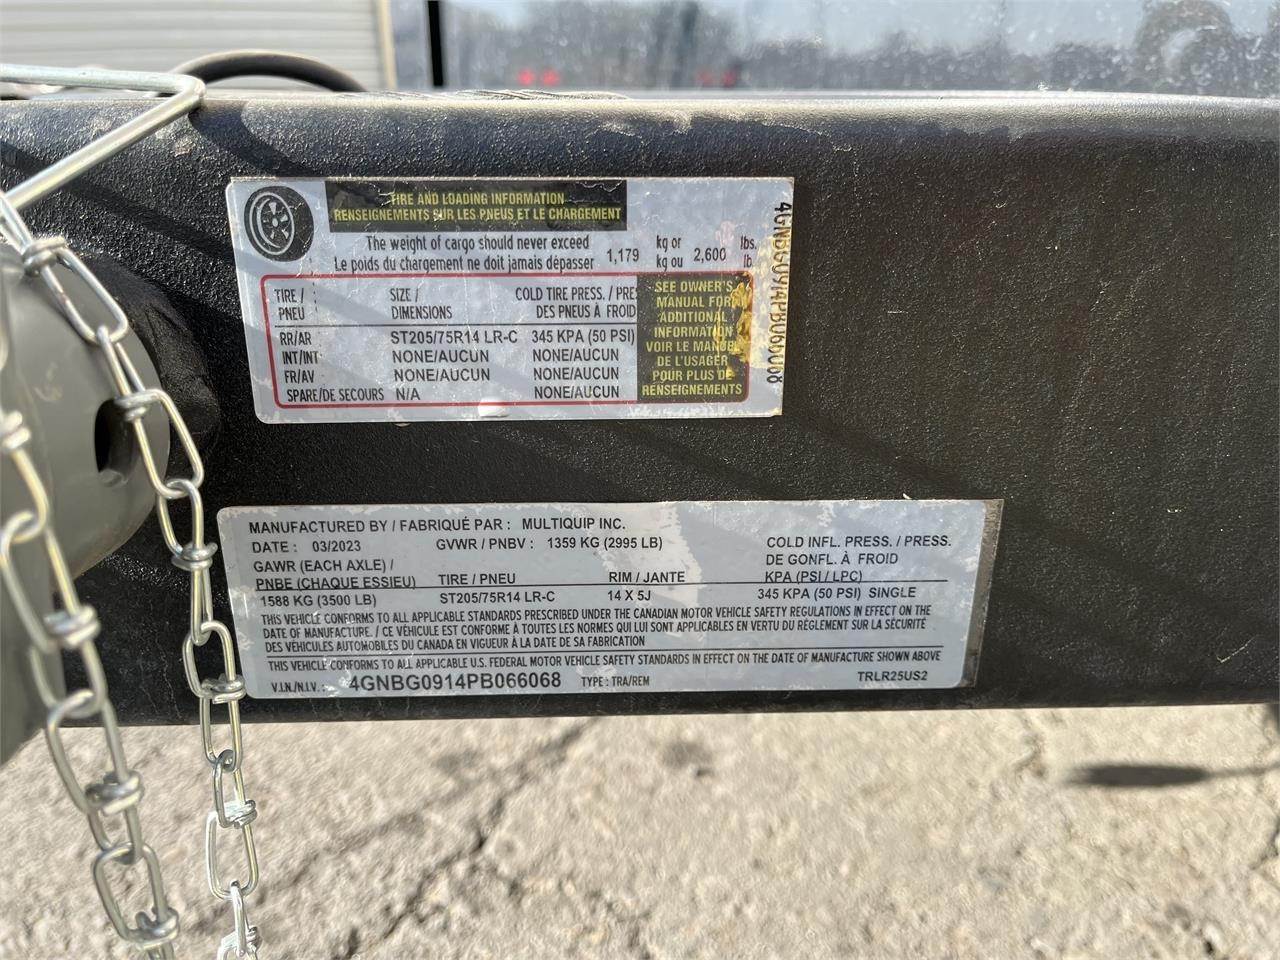 TIRE AND LOADING INFORMATION
RENSEIGNEMENTS SUR LES PNEUS ET LE CHARGEMENT
The weight of cargo should never exceed 1,179 kg or 2,600 lbs.
Le poids du chargement ne doit jamais dépasser kg ou lb.
TIRE / SIZE / COLD TIRE PRESS. / PRES
PNEU DIMENSIONS DES PNEUS À FROID
RR/AR ST205/75R14 LR-C 345 KPA (50 PSI)
INT/INT NONE/AUCUN NONE/AUCUN
FR/AV NONE/AUCUN NONE/AUCUN
SPARE/DE SECOURS N/A NONE/AUCUN
SEE OWNER'S
MANUAL FOR
ADDITIONAL
INFORMATION
VOIR LE MANUEL
DE L'USAGER
POUR PLUS DE
RENSEIGNEMENTS
4GNBG0914PB066068
MANUFACTURED BY / FABRIQUÉ PAR : MULTIQUIP INC.
DATE : 03/2023 GVWR / PNBV : 1359 KG (2995 LB)
COLD INFL. PRESS. / PRESS.
DE GONFL. À FROID
GAWR (EACH AXLE) /
PNBE (CHAQUE ESSIEU) TIRE / PNEU RIM / JANTE KPA (PSI / LPC)
1588 KG (3500 LB) ST205/75R14 LR-C 14 X 5J 345 KPA (50 PSI) SINGLE
THIS VEHICLE CONFORMS TO ALL APPLICABLE STANDARDS PRESCRIBED UNDER THE CANADIAN MOTOR VEHICLE SAFETY REGULATIONS IN EFFECT ON THE
DATE OF MANUFACTURE. / CE VÉHICULE EST CONFORME À TOUTES LES NORMES QUI LUI SONT APPLICABLES EN VERTU DU RÈGLEMENT SUR LA SÉCURITÉ
DES VÉHICULES AUTOMOBILES DU CANADA EN VIGUEUR À LA DATE DE SA FABRICATION
THIS VEHICLE CONFORMS TO ALL APPLICABLE U.S. FEDERAL MOTOR VEHICLE SAFETY STANDARDS IN EFFECT ON THE DATE OF MANUFACTURE SHOWN ABOVE
V.I.N./N.I.V.: 4GNBG0914PB066068 TYPE : TRA/REM TRLR25US2